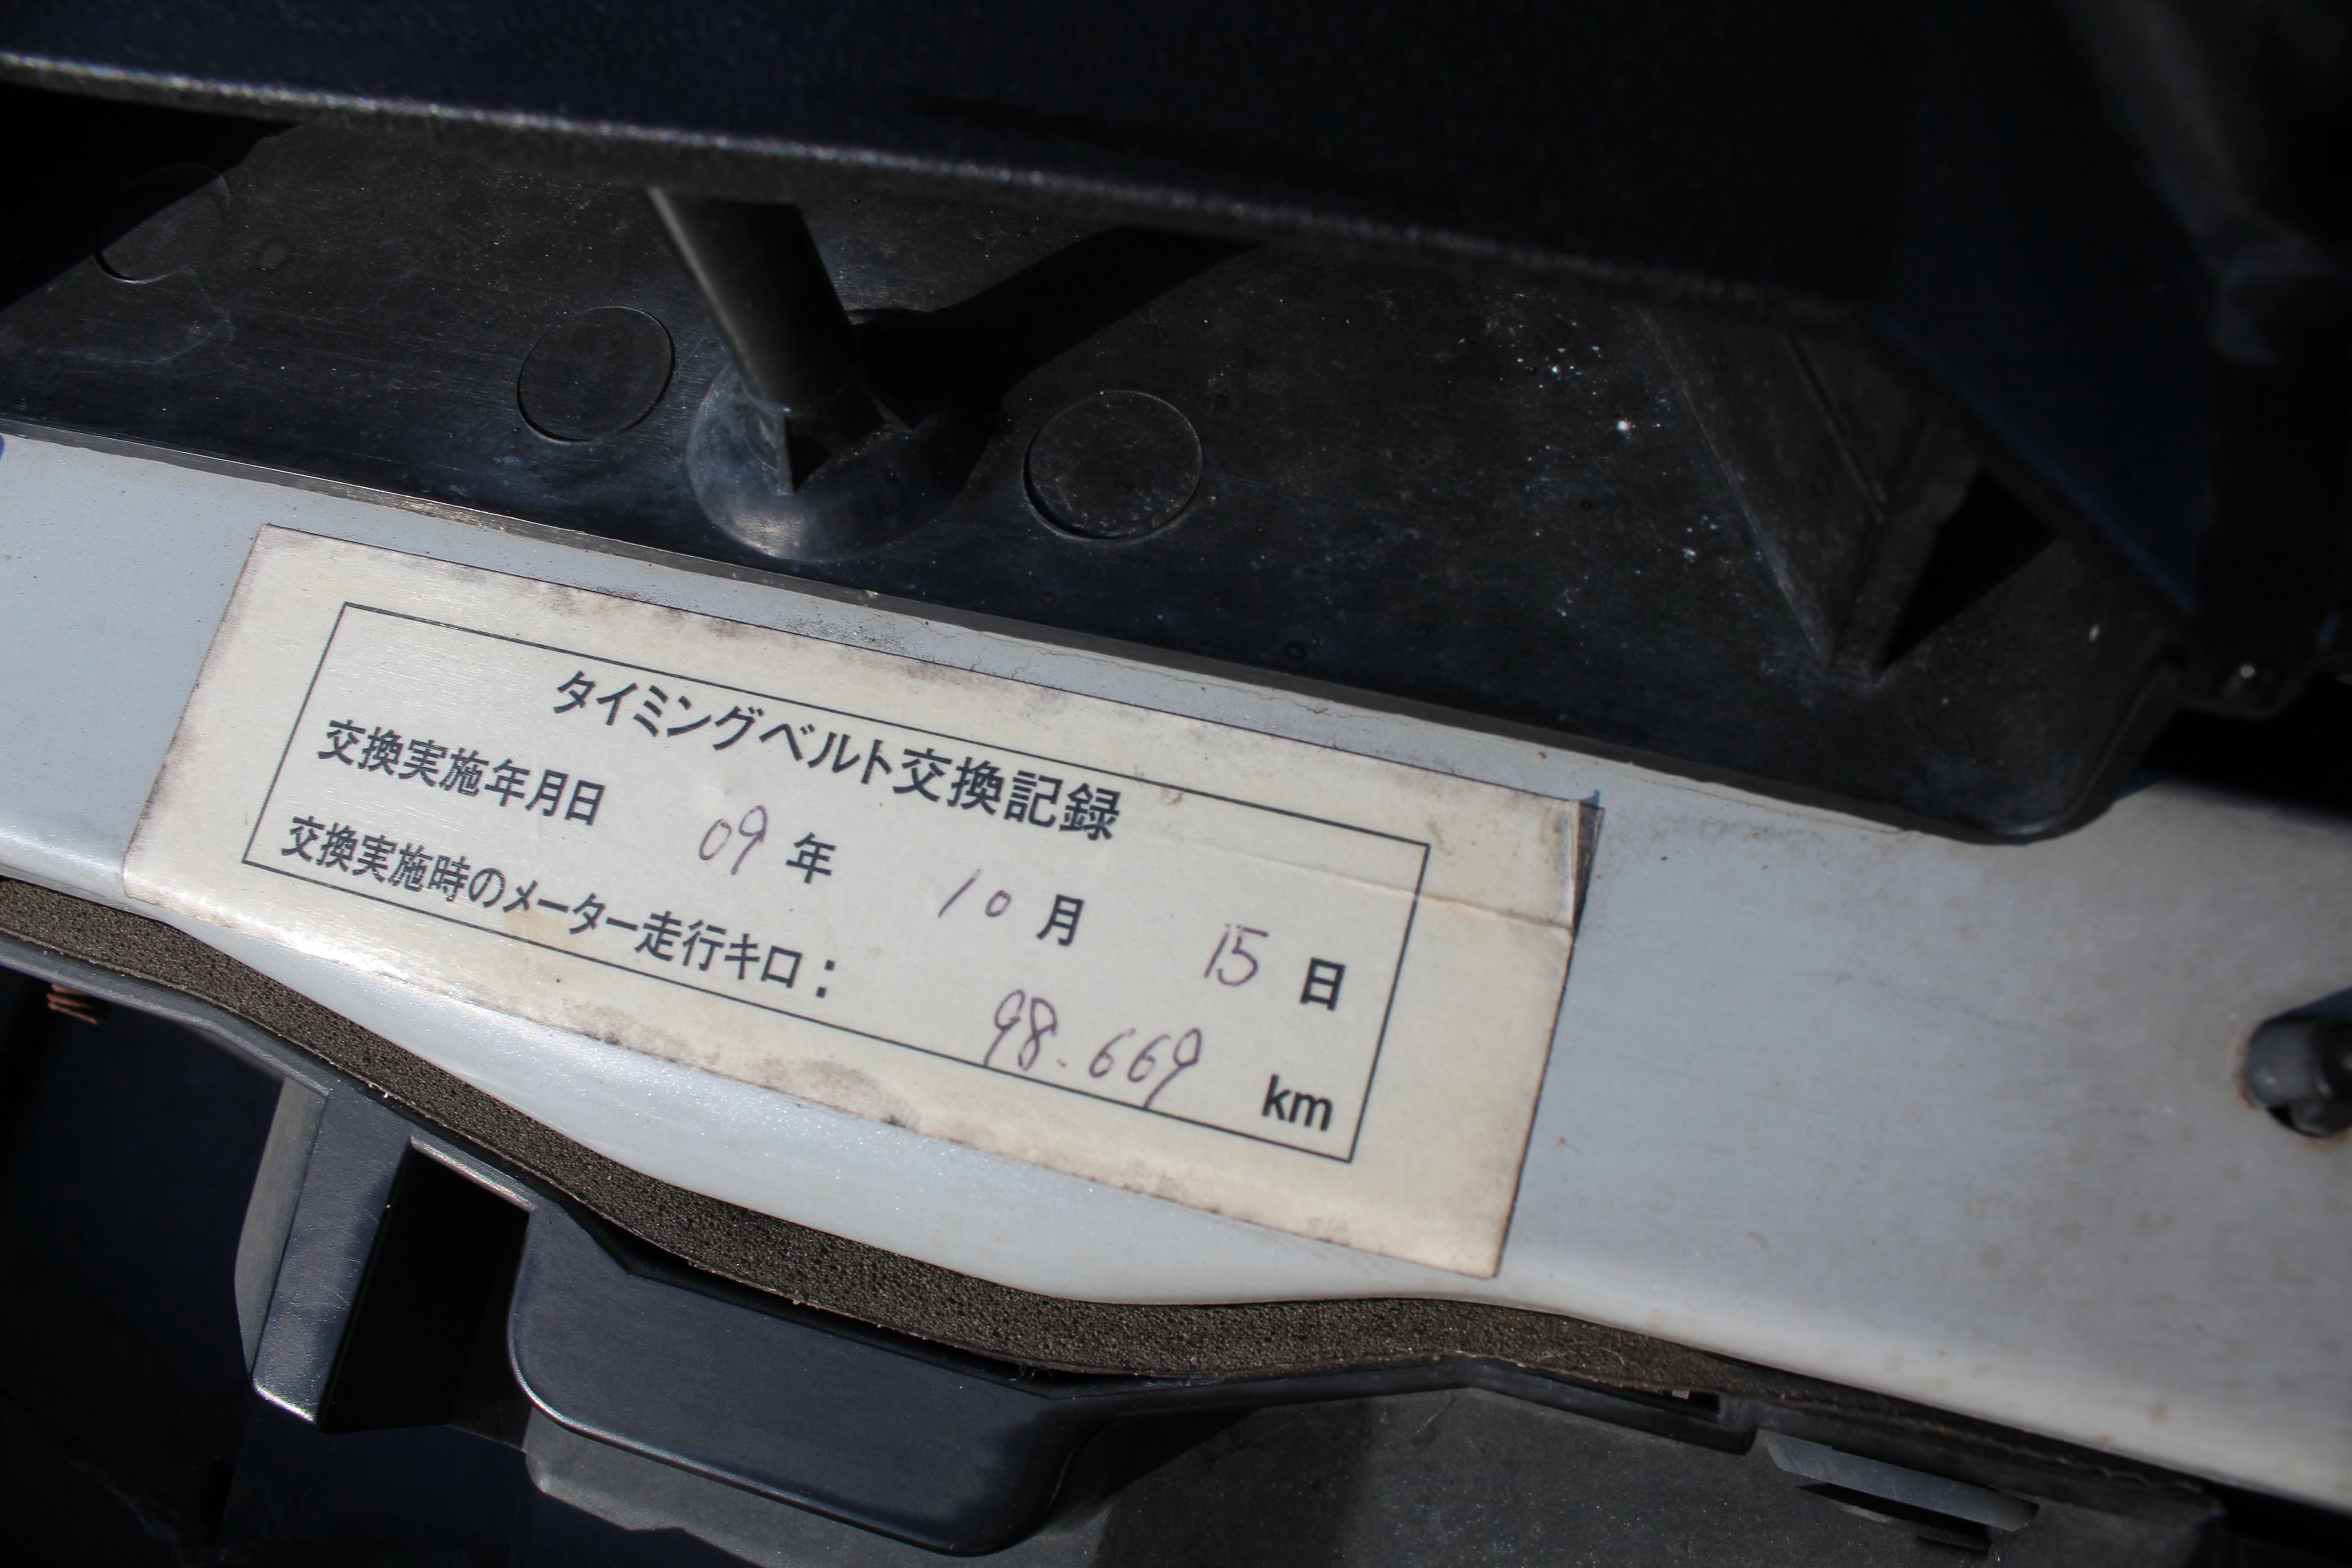 タイミングベルト交換記録
交換実施年月日 09 年 10 月 15 日
交換実施時のメーター走行キロ： 98.669 km